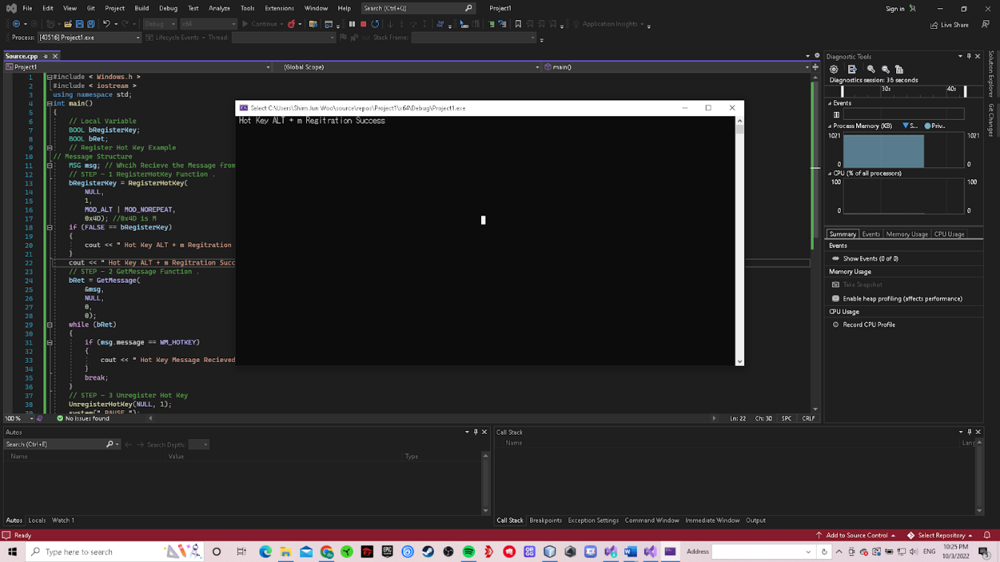 File Edit View Git Project Build Debug Test Analyze Tools Extensions Window Help Search (Ctrl+Q) Project1 Sign in
Debug x64 Continue Application Insights Live Share
Process: [43516] Project1.exe Lifecycle Events Thread: Stack Frame:
Source.cpp
Project1 (Global Scope) main()
1 #include < Windows.h >
2 #include < iostream >
3 using namespace std;
4 int main()
5 {
6 // Local Variable
7 BOOL bRegisterKey;
8 BOOL bRet;
9 // Register Hot Key Example
10 // Message Structure
11 MSG msg; // Whcih Recieve the Message from
12 // STEP - 1 RegisterHotKey Function .
13 bRegisterKey = RegisterHotKey(
14 NULL,
15 1,
16 MOD_ALT | MOD_NOREPEAT,
17 0x4D); //0x4D is M
18 if (FALSE == bRegisterKey)
19 {
20 cout << " Hot Key ALT + m Regitration
21 }
22 cout << " Hot Key ALT + m Regitration Succ
23 // STEP - 2 GetMessage Function .
24 bRet = GetMessage(
25 &msg,
26 NULL,
27 0,
28 0);
29 while (bRet)
30 {
31 if (msg.message == WM_HOTKEY)
32 {
33 cout << " Hot Key Message Recieved
34 }
35 break;
36 }
37 // STEP - 3 Unregister Hot Key
38 UnregisterHotKey(NULL, 1);
39 system(" PAUSE ");
Select C:\Users\Shim Jun Woo\source\repos\Project1\x64\Debug\Project1.exe
Hot Key ALT + m Regitration Success
Diagnostic Tools
Diagnostics session: 36 seconds
30s 40s
Events
Process Memory (KB) S... Priv...
1021 1021
0 0
CPU (% of all processors)
100 100
0 0
Summary Events Memory Usage CPU Usage
Events
Show Events (0 of 0)
Memory Usage
Take Snapshot
Enable heap profiling (affects performance)
CPU Usage
Record CPU Profile
Solution Explorer
Git Changes
100 % No issues found Ln: 22 Ch: 30 SPC CRLF
Autos
Search (Ctrl+E) Search Depth:
Name Value Type
Autos Locals Watch 1
Call Stack
Name Lang
Call Stack Breakpoints Exception Settings Command Window Immediate Window Output
Ready Add to Source Control Select Repository
Type here to search Address ENG 10:25 PM
10/3/2022